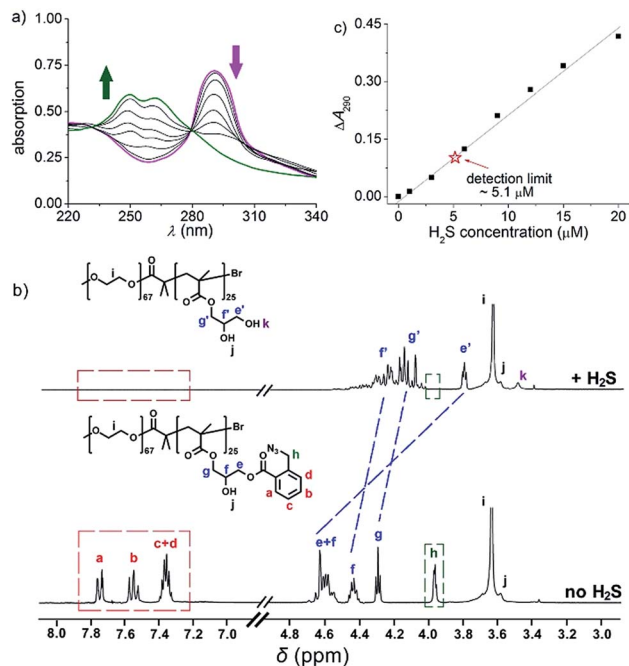 a)
1.00
0.75
0.50
0.25
0.00
absorption
220 250 280 310 340
λ (nm)
c)
0.45
0.30
0.15
0.00
ΔA290
detection limit
~ 5.1 μM
0 5 10 15 20
H2S concentration (μM)
b)
i
O
O
67
O
Br
25
O
O
g'
f'
e'
OH
k
OH
j
f'
g'
e'
i
j
k
+ H2S
i
O
O
67
O
Br
25
O
O
g
f
e
O
OH
j
O
N3
h
a
b
c
d
a
b
c+d
e+f
f
g
h
i
j
no H2S
8.0 7.8 7.6 7.4 7.2 7.0 4.8 4.6 4.4 4.2 4.0 3.8 3.6 3.4 3.2 3.0
δ (ppm)